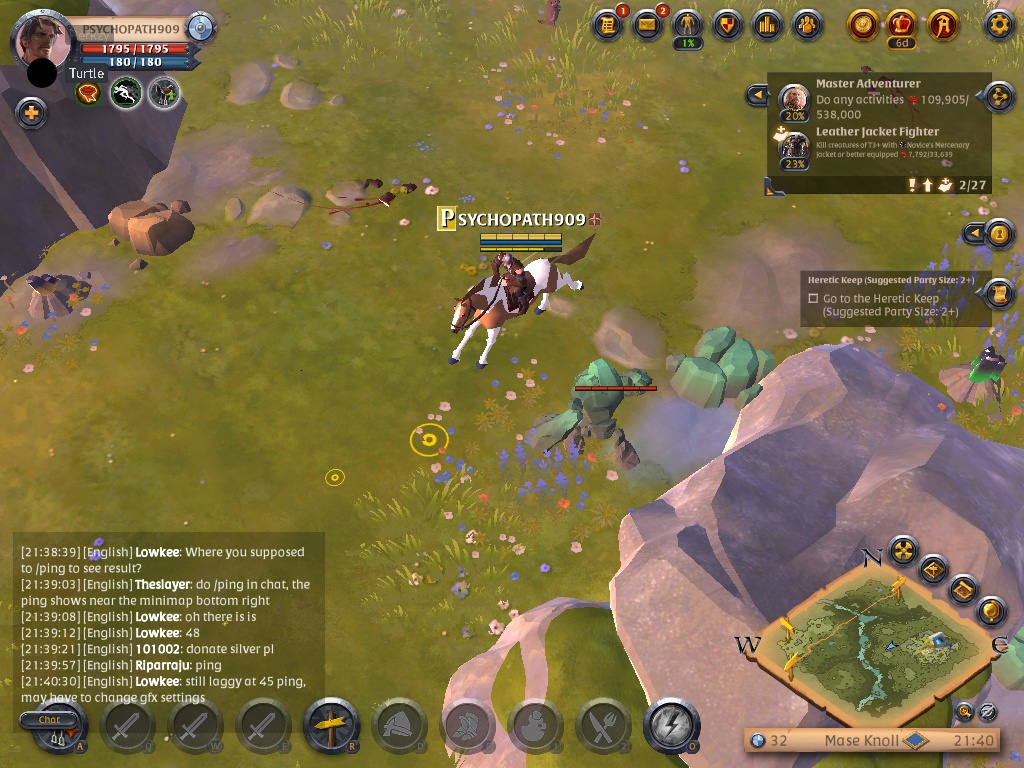 PSYCHOPATH909
1795 / 1795
180 / 180
Turtle
1
2
1%
6d
Master Adventurer
Do any activities 109,905/
538,000
20%
Leather Jacket Fighter
Kill creatures of T3+ with Novice's Mercenary
Jacket or better equipped 7,792/33,639
23%
2/27
PSYCHOPATH909
Heretic Keep (Suggested Party Size: 2+)
Go to the Heretic Keep
(Suggested Party Size: 2+)
[21:38:39] [English] Lowkee: Where you supposed
to /ping to see result?
[21:39:03] [English] Theslayer: do /ping in chat, the
ping shows near the minimap bottom right
[21:39:08] [English] Lowkee: oh there is is
[21:39:12] [English] Lowkee: 48
[21:39:21] [English] 101002: donate silver pl
[21:39:57] [English] Riparraju: ping
[21:40:30] [English] Lowkee: still laggy at 45 ping,
may have to change gfx settings
Chat
A Q W E R D F O
N
W
E
32 Mase Knoll 21:40